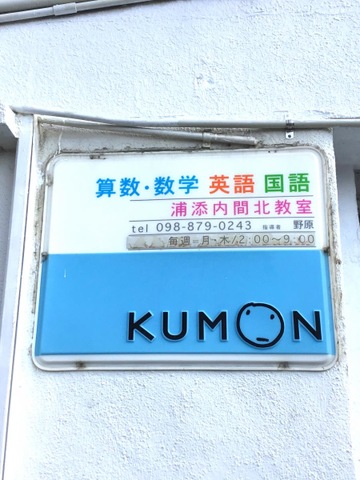 算数・数学 英語 国語
浦添内間北教室
tel 098-879-0243 指導者 野原
毎週 月・木/2:00〜9:00
KUMON